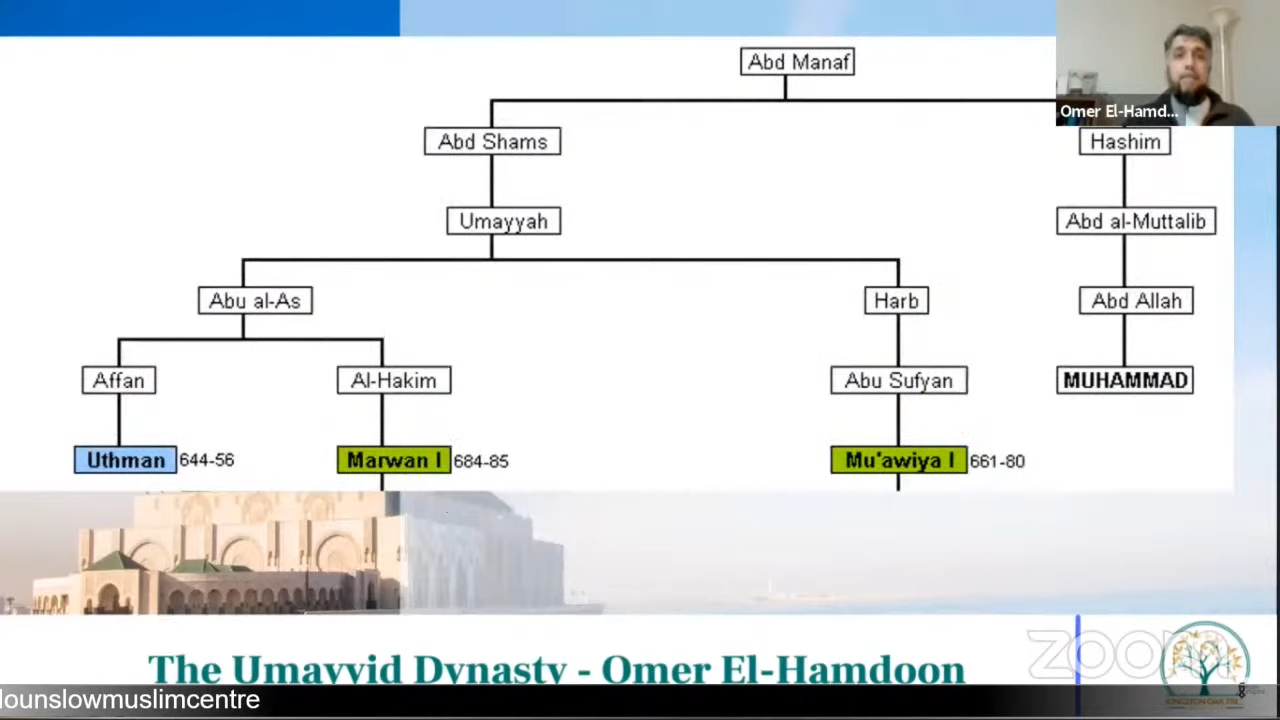 Abd Manaf
Omer El-Hamd...
Abd Shams
Hashim
Umayyah
Abd al-Muttalib
Abu al-As
Harb
Abd Allah
Affan
Al-Hakim
Abu Sufyan
MUHAMMAD
Uthman 644-56
Marwan I 684-85
Mu'awiya I 661-80
The Umayyid Dynasty - Omer El-Hamdoon
zoom
lounslowmuslimcentre